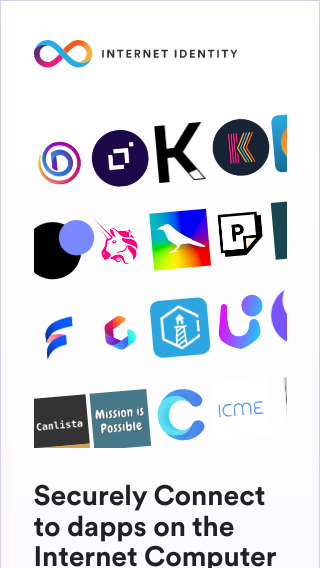 INTERNET IDENTITY
K
P
Canlista
Mission is
Possible
ICME
Securely Connect
to dapps on the
Internet Computer